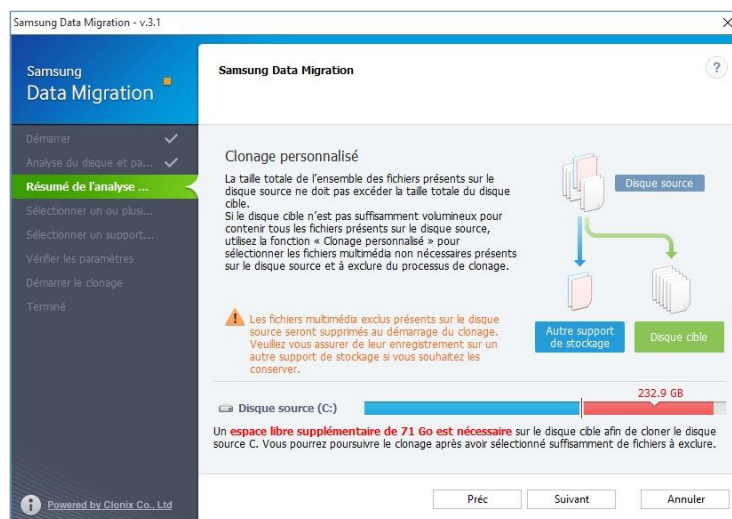 Samsung Data Migration - v.3.1
Samsung
Data Migration
Samsung Data Migration
?
Démarrer
Analyse du disque et pa...
Résumé de l'analyse ...
Sélectionner un ou plusi...
Sélectionner un support...
Vérifier les paramètres
Démarrer le clonage
Terminé
Clonage personnalisé
La taille totale de l'ensemble des fichiers présents sur le
disque source ne doit pas excéder la taille totale du disque
cible.
Si le disque cible n'est pas suffisamment volumineux pour
contenir tous les fichiers présents sur le disque source,
utilisez la fonction « Clonage personnalisé » pour
sélectionner les fichiers multimédia non nécessaires présents
sur le disque source et à exclure du processus de clonage.
Les fichiers multimédia exclus présents sur le disque
source seront supprimés au démarrage du clonage.
Veuillez vous assurer de leur enregistrement sur un
autre support de stockage si vous souhaitez les
conserver.
Disque source
Autre support
de stockage
Disque cible
232.9 GB
Disque source (C:)
Un espace libre supplémentaire de 71 Go est nécessaire sur le disque cible afin de cloner le disque
source C. Vous pourrez poursuivre le clonage après avoir sélectionné suffisamment de fichiers à exclure.
Powered by Clonix Co., Ltd
Préc
Suivant
Annuler